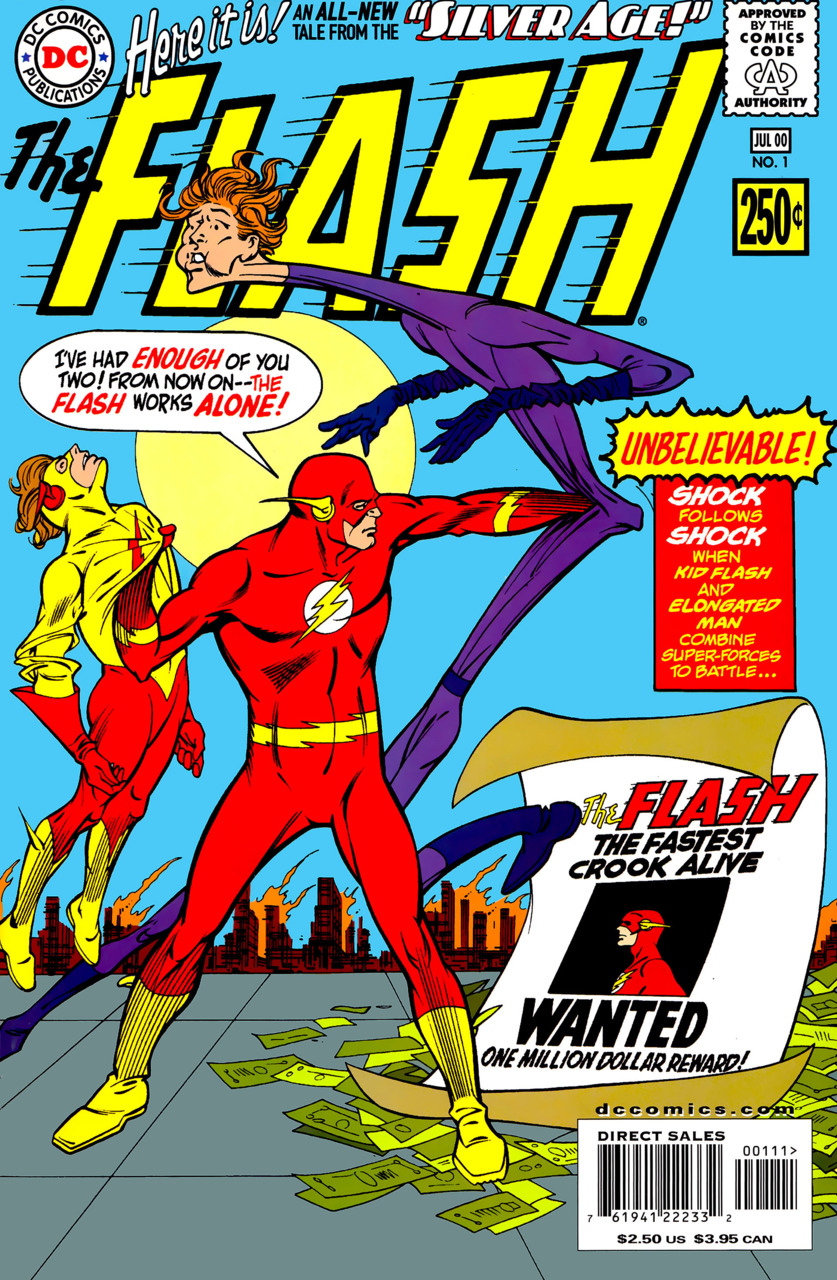 DC COMICS
DC
PUBLICATIONS
Here it is!
AN ALL-NEW
TALE FROM THE
"SILVER AGE!"
APPROVED
BY THE
COMICS
CODE
CA
AUTHORITY
The FLASH®
JUL 00
NO. 1
250¢
I'VE HAD ENOUGH OF YOU
TWO! FROM NOW ON--THE
FLASH WORKS ALONE!
UNBELIEVABLE!
SHOCK
FOLLOWS
SHOCK
WHEN
KID FLASH
AND
ELONGATED
MAN
COMBINE
SUPER-FORCES
TO BATTLE...
The FLASH
THE FASTEST
CROOK ALIVE
WANTED
ONE MILLION DOLLAR REWARD!
dccomics.com
DIRECT SALES
00111>
7 61941 22233 2
$2.50 US $3.95 CAN